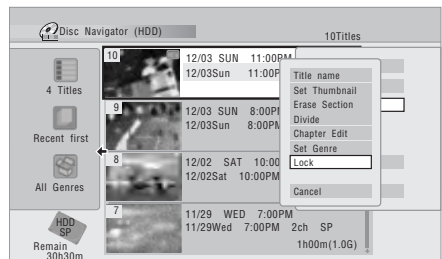 Disc Navigator (HDD)
10Titles
4 Titles
Recent first
All Genres
HDD
SP
Remain
30h30m
10
12/03 SUN 11:00PM
12/03Sun 11:00P
9
12/03 SUN 8:00P
12/03Sun 8:00PM
8
12/02 SAT 10:00
12/02Sat 10:00PM
7
11/29 WED 7:00PM
11/29Wed 7:00PM 2ch SP
1h00m(1.0G)
Title name
Set Thumbnail
Erase Section
Divide
Chapter Edit
Set Genre
Lock
Cancel